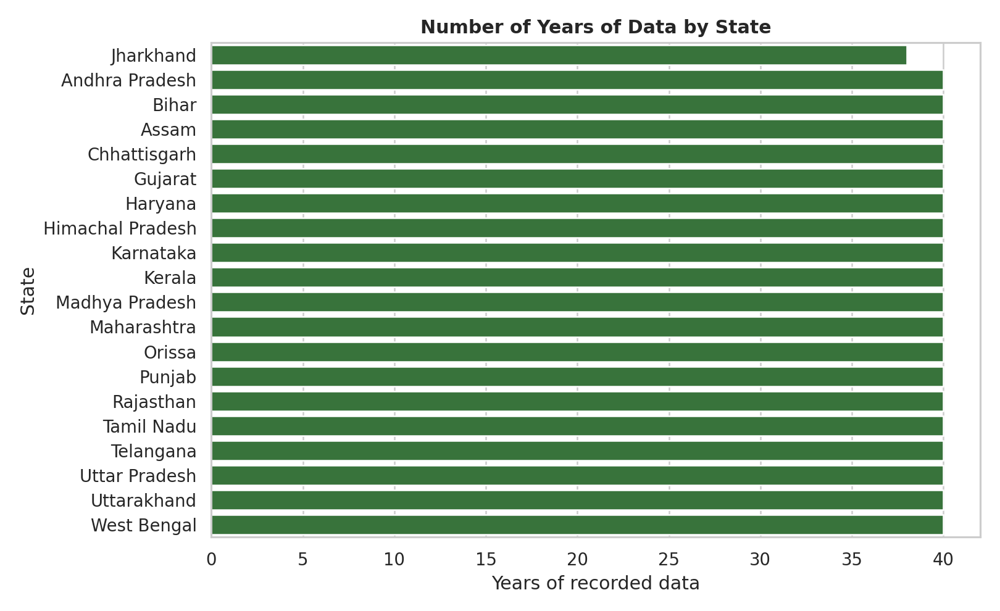 Number of Years of Data by State
Jharkhand
Andhra Pradesh
Bihar
Assam
Chhattisgarh
Gujarat
Haryana
Himachal Pradesh
Karnataka
Kerala
Madhya Pradesh
Maharashtra
Orissa
Punjab
Rajasthan
Tamil Nadu
Telangana
Uttar Pradesh
Uttarakhand
West Bengal
State
0 5 10 15 20 25 30 35 40
Years of recorded data